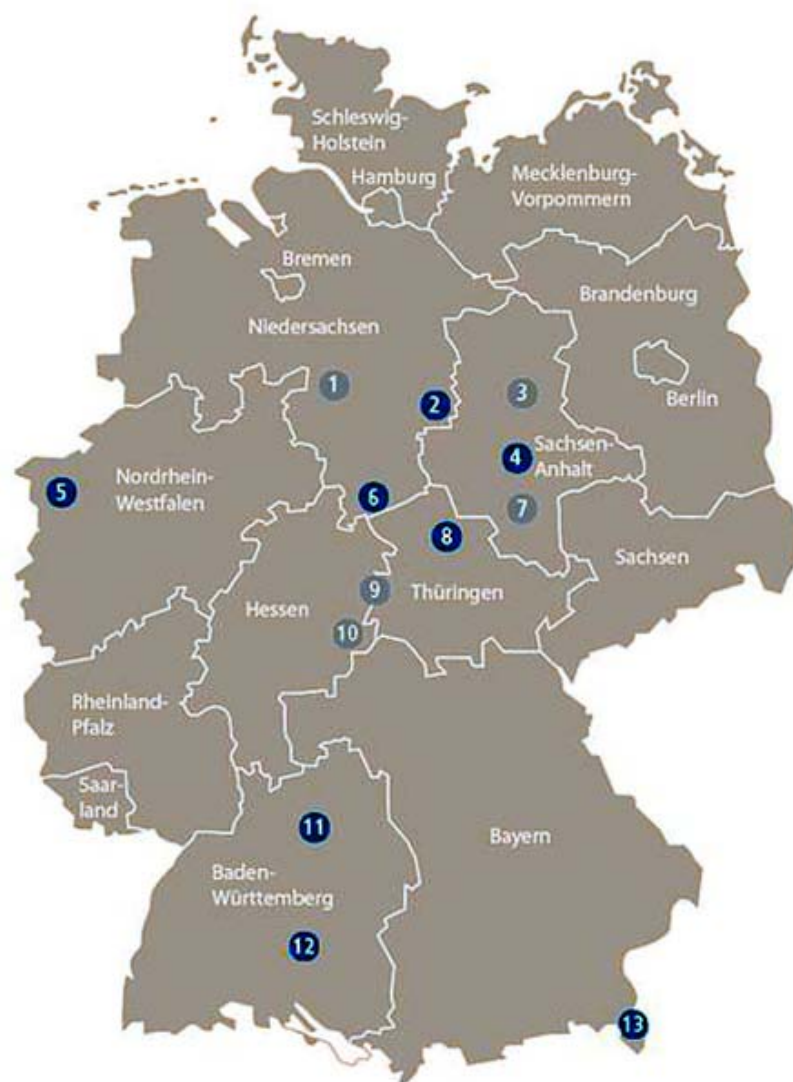 Schleswig-
Holstein
Hamburg
Mecklenburg-
Vorpommern
Bremen
Brandenburg
Niedersachsen
1
2
3
Berlin
Sachsen-
Anhalt
4
Nordrhein-
Westfalen
5
6
7
8
Sachsen
9
Thüringen
Hessen
10
Rheinland-
Pfalz
Saar-
land
11
Bayern
Baden-
Württemberg
12
13